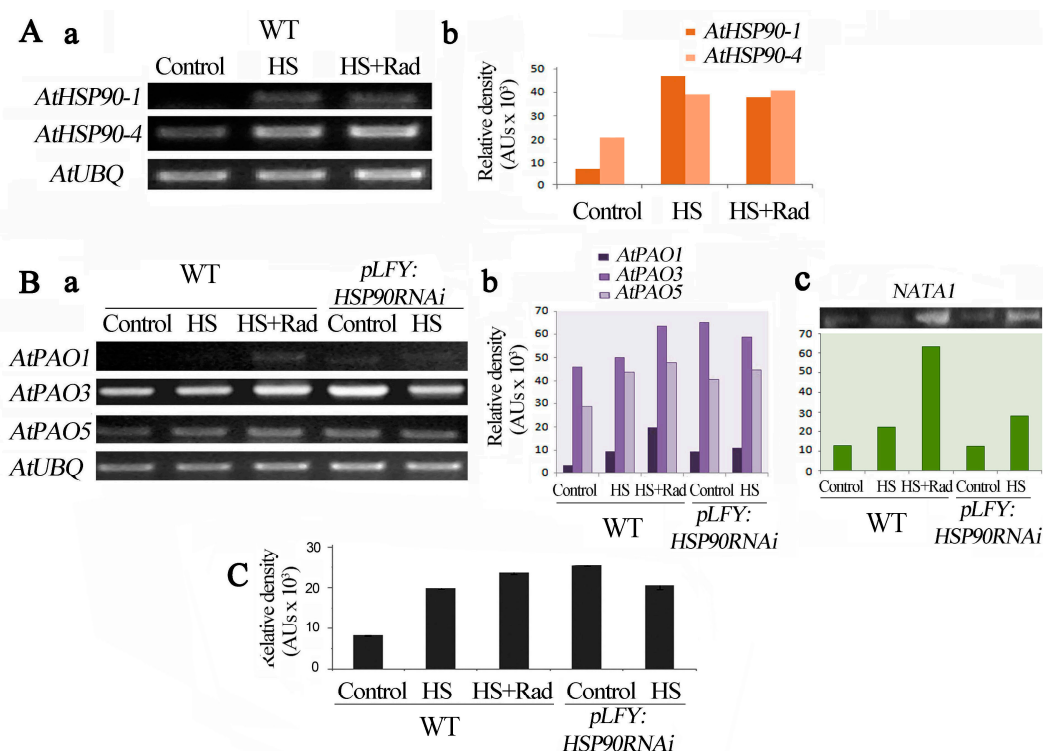 A a
WT
Control HS HS+Rad
AtHSP90-1
AtHSP90-4
AtUBQ
b
AtHSP90-1
AtHSP90-4
Relative density
(AUs x 10³)
50
40
30
20
10
0
Control HS HS+Rad
B a
WT
pLFY:
HSP90RNAi
Control HS HS+Rad Control HS
AtPAO1
AtPAO3
AtPAO5
AtUBQ
b
AtPAO1
AtPAO3
AtPAO5
Relative density
(AUs x 10³)
70
60
50
40
30
20
10
0
Control HS HS+Rad Control HS
WT
pLFY:
HSP90RNAi
c
NATA1
70
60
50
40
30
20
10
0
Control HS HS+Rad Control HS
WT
pLFY:
HSP90RNAi
C
Relative density
(AUs x 10³)
30
20
10
0
Control HS HS+Rad Control HS
WT
pLFY:
HSP90RNAi